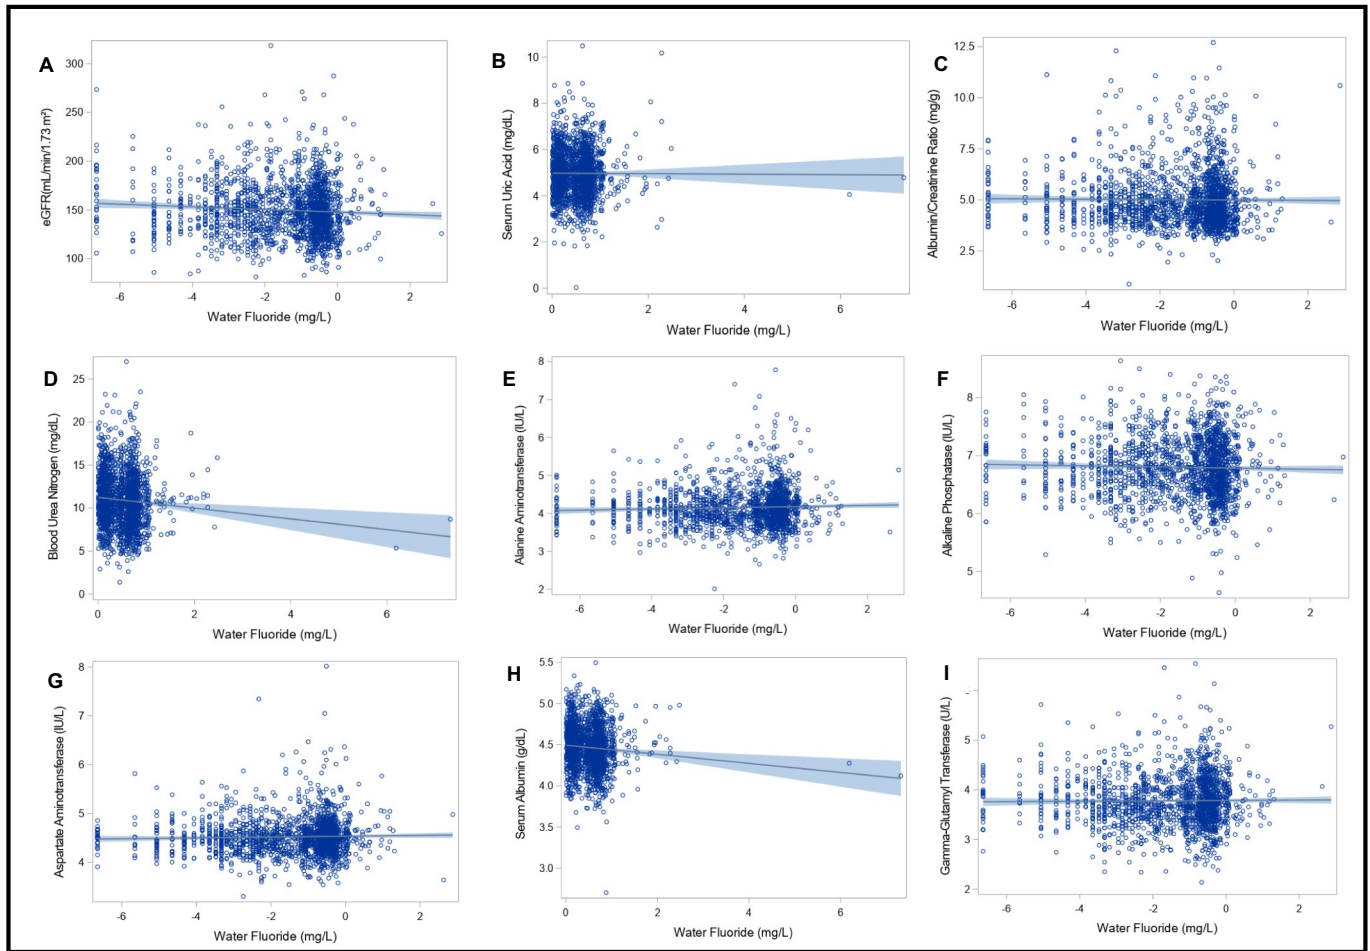 A
eGFR(mL/min/1.73 m²)
300
250
200
150
100
-6 -4 -2 0 2
Water Fluoride (mg/L)
B
Serum Uric Acid (mg/dL)
10
8
6
4
2
0
0 2 4 6
Water Fluoride (mg/L)
C
Albumin/Creatinine Ratio (mg/g)
12.5
10.0
7.5
5.0
2.5
-6 -4 -2 0 2
Water Fluoride (mg/L)
D
Blood Urea Nitrogen (mg/dL)
25
20
15
10
5
0
0 2 4 6
Water Fluoride (mg/L)
E
Alanine Aminotransferase (IU/L)
8
7
6
5
4
3
2
-6 -4 -2 0 2
Water Fluoride (mg/L)
F
Alkaline Phosphatase (IU/L)
8
7
6
5
-6 -4 -2 0 2
Water Fluoride (mg/L)
G
Aspartate Aminotransferase (IU/L)
8
7
6
5
4
-6 -4 -2 0 2
Water Fluoride (mg/L)
H
Serum Albumin (g/dL)
5.5
5.0
4.5
4.0
3.5
3.0
0 2 4 6
Water Fluoride (mg/L)
I
Gamma-Glutamyl Transferase (U/L)
5
4
3
2
-6 -4 -2 0 2
Water Fluoride (mg/L)